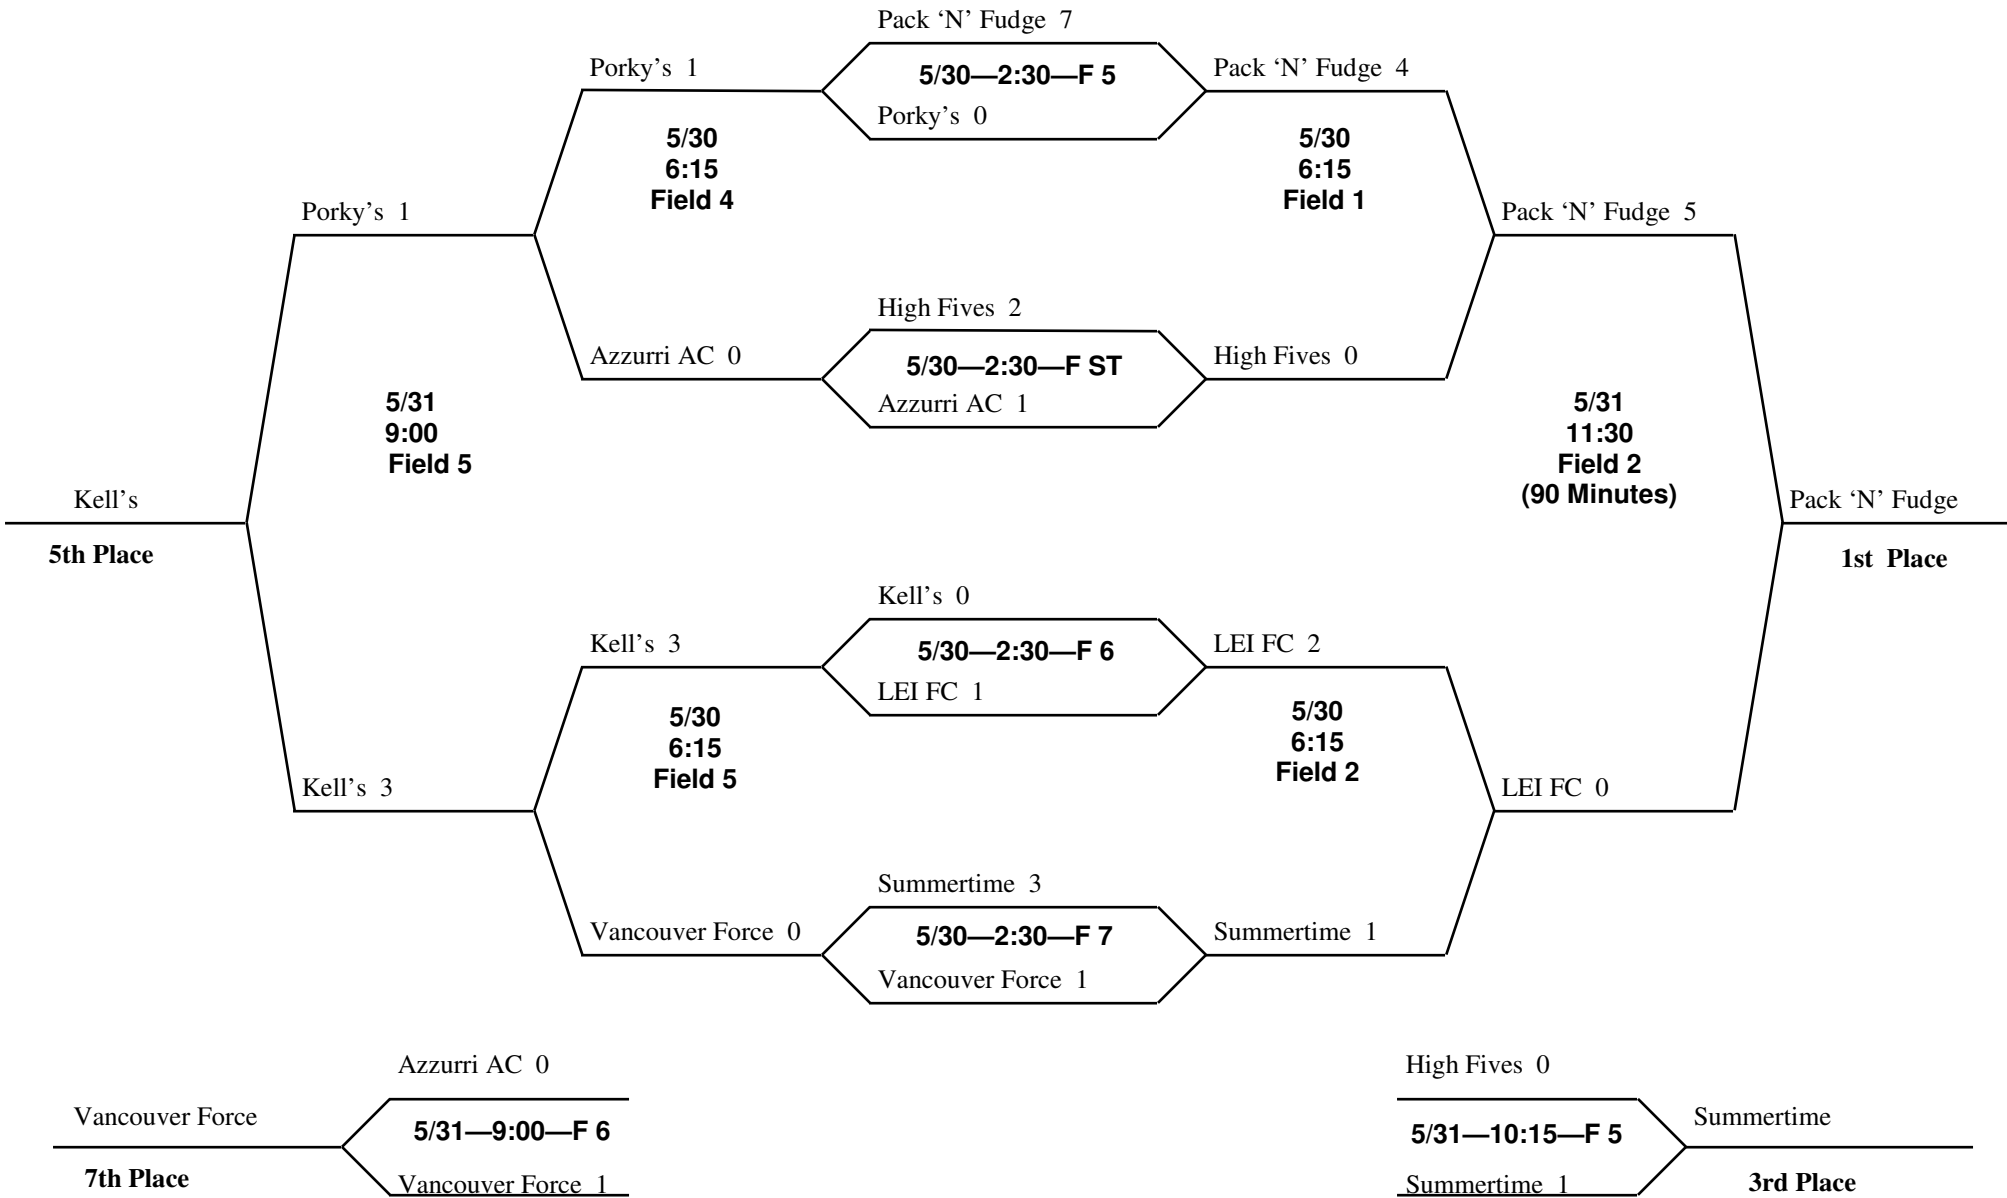 Pack ‘N’ Fudge 7
Porky’s 1
5/30—2:30—F 5
Pack ‘N’ Fudge 4
Porky’s 0
5/30
6:15
Field 4
5/30
6:15
Field 1
Porky’s 1
Pack ‘N’ Fudge 5
High Fives 2
Azzurri AC 0
5/30—2:30—F ST
High Fives 0
Azzurri AC 1
5/31
9:00
Field 5
5/31
11:30
Field 2
(90 Minutes)
Kell’s
5th Place
Pack ‘N’ Fudge
1st Place
Kell’s 0
Kell’s 3
5/30—2:30—F 6
LEI FC 2
LEI FC 1
5/30
6:15
Field 5
5/30
6:15
Field 2
Kell’s 3
LEI FC 0
Summertime 3
Vancouver Force 0
5/30—2:30—F 7
Summertime 1
Vancouver Force 1
Azzurri AC 0
Vancouver Force
5/31—9:00—F 6
7th Place
Vancouver Force 1
High Fives 0
5/31—10:15—F 5
Summertime
Summertime 1
3rd Place